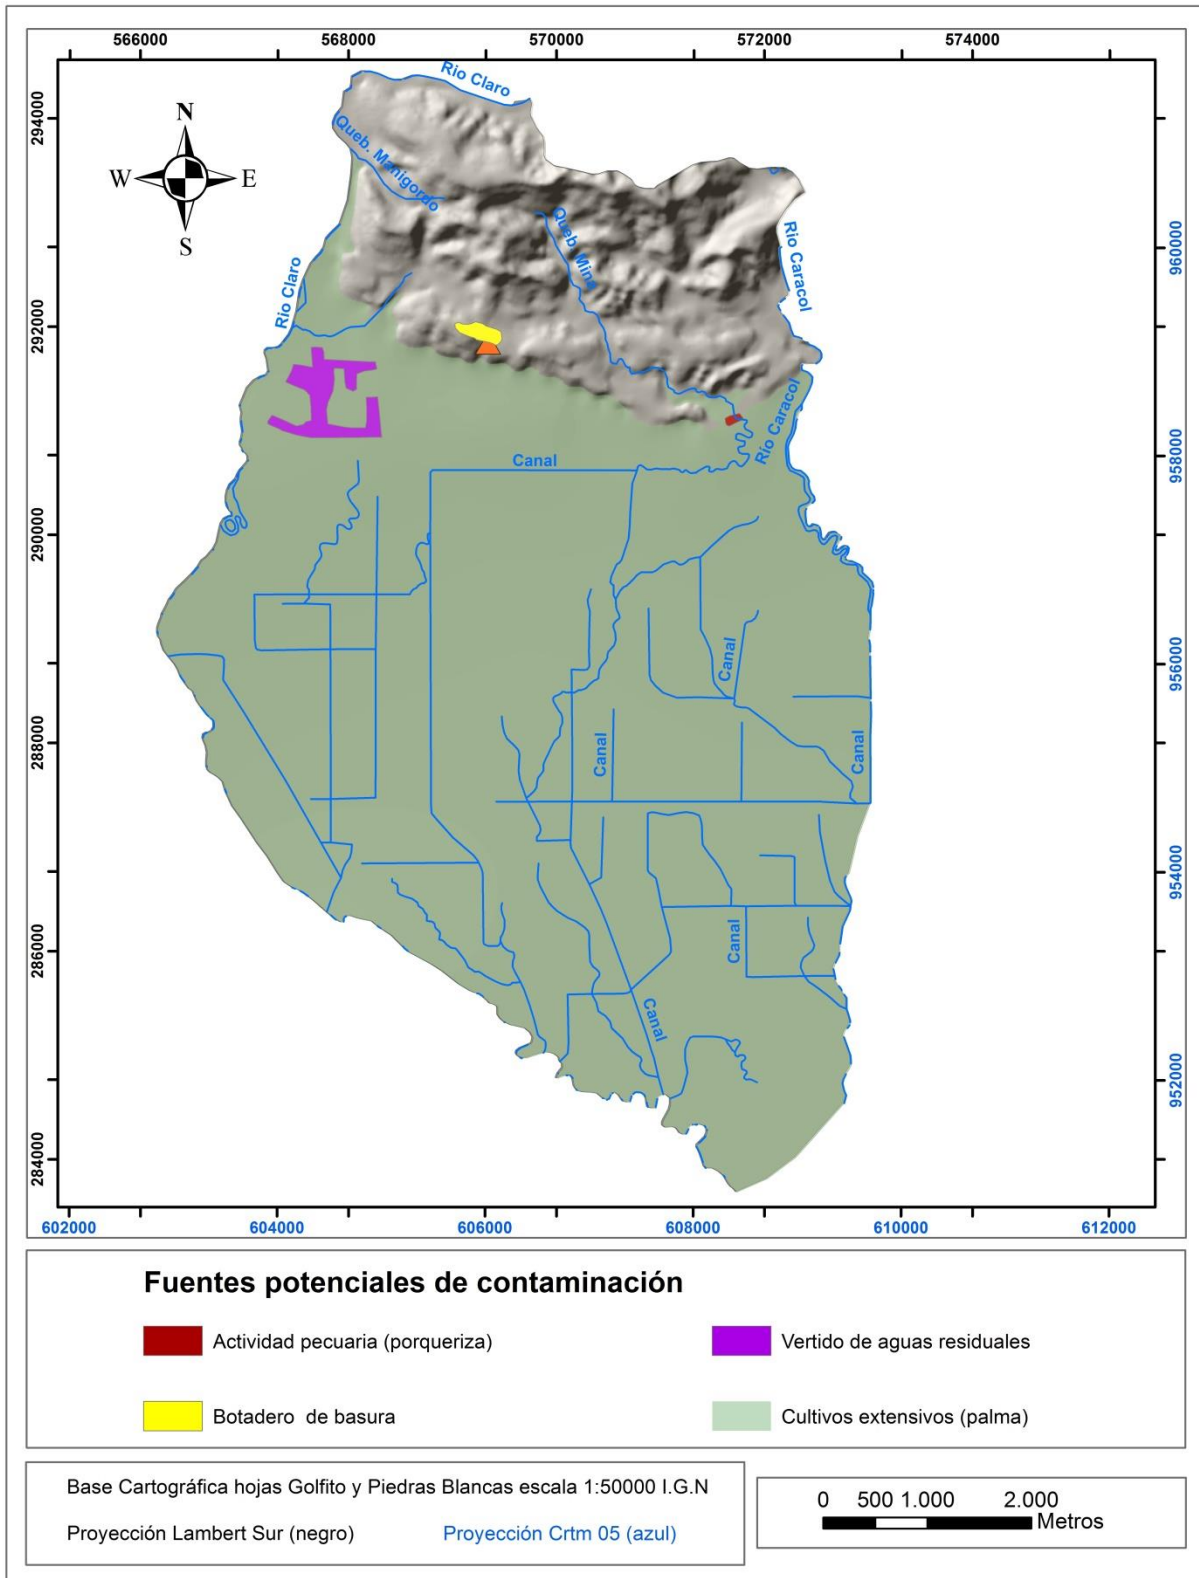 566000 568000 570000 572000 574000
294000
292000
290000
288000
286000
284000
960000
958000
956000
954000
952000
N
W E
S
Rio Claro
Queb. Manigordo
Queb. Mina
Rio Caracol
Rio Claro
Río Caracol
Canal
Canal
Canal
Canal
Canal
Canal
602000 604000 606000 608000 610000 612000
Fuentes potenciales de contaminación
Actividad pecuaria (porqueriza)
Vertido de aguas residuales
Botadero de basura
Cultivos extensivos (palma)
Base Cartográfica hojas Golfito y Piedras Blancas escala 1:50000 I.G.N
Proyección Lambert Sur (negro) Proyección Crtm 05 (azul)
0 500 1.000 2.000
Metros